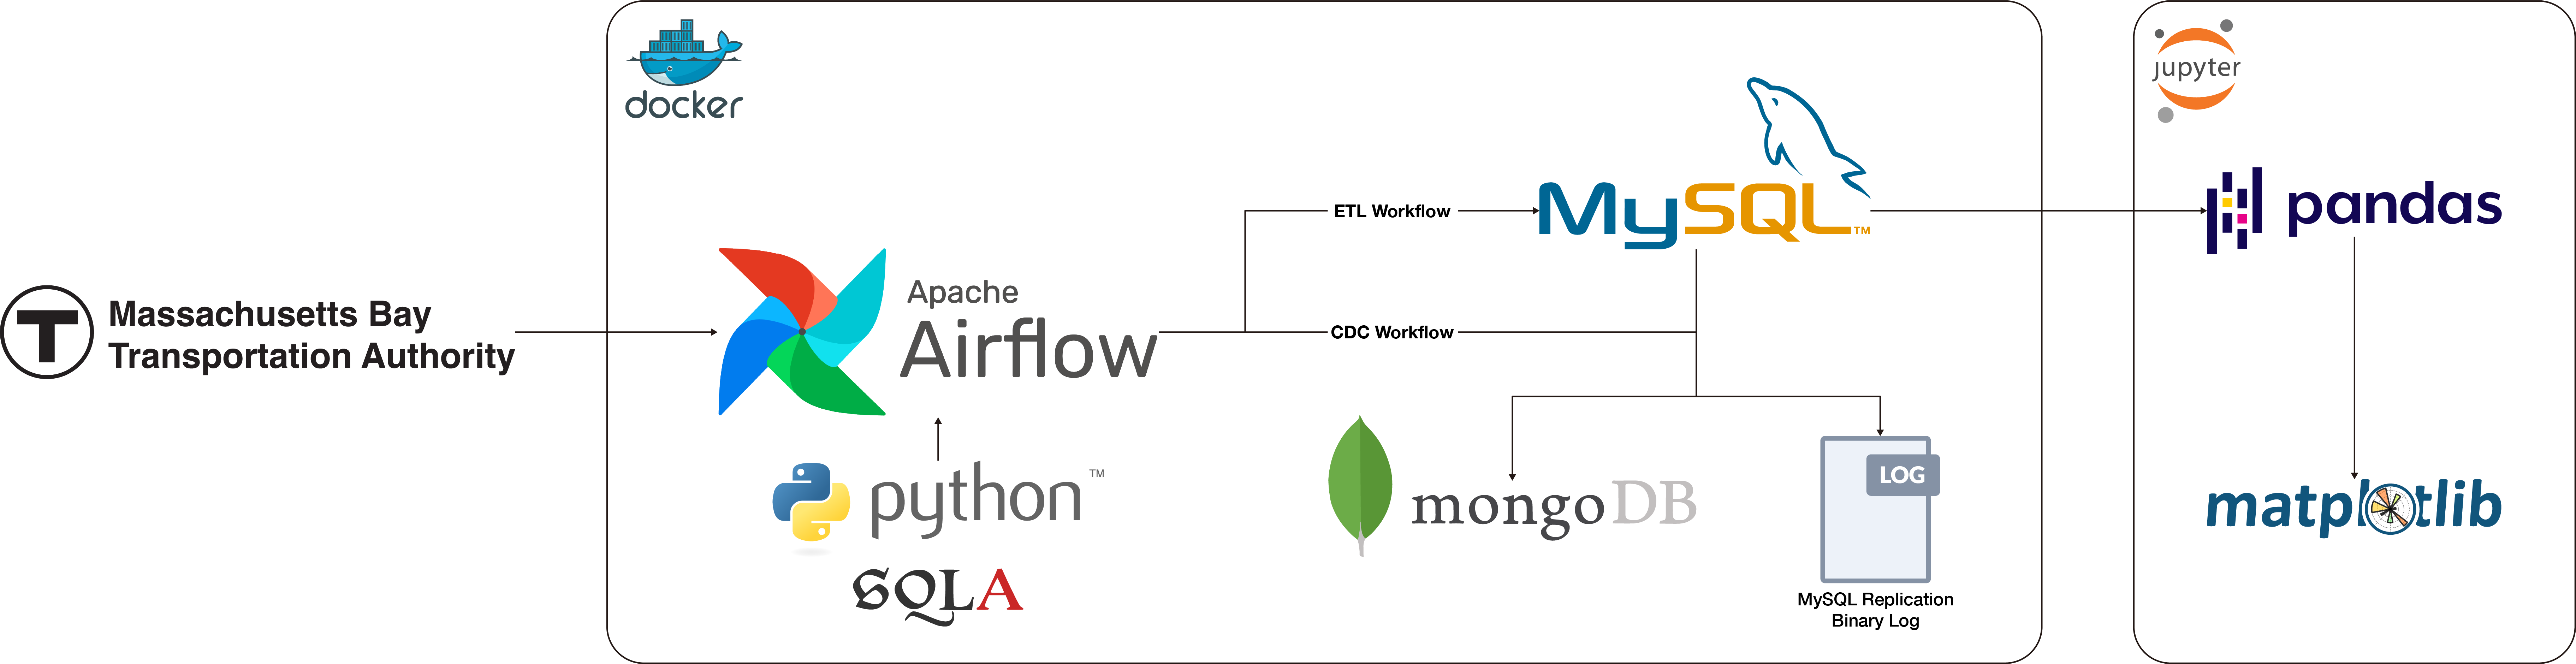 docker
jupyter
MySQL™
pandas
ETL Workflow
T
Massachusetts Bay
Transportation Authority
Apache
Airflow
CDC Workflow
python™
SQLA
mongoDB
LOG
MySQL Replication
Binary Log
matplotlib